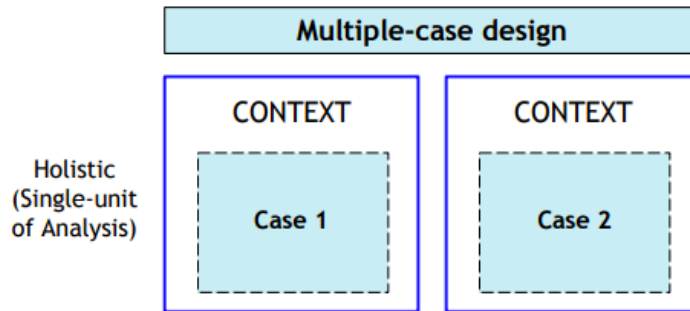 Multiple-case design
CONTEXT
CONTEXT
Holistic
(Single-unit
of Analysis)
Case 1
Case 2